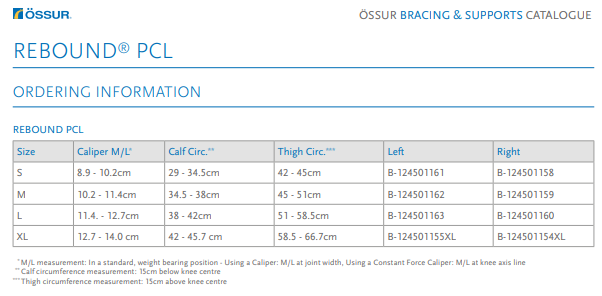 ÖSSUR. ÖSSUR BRACING & SUPPORTS CATALOGUE
REBOUND® PCL
ORDERING INFORMATION
REBOUND PCL
Size Caliper M/L* Calf Circ.** Thigh Circ.*** Left Right
S 8.9 - 10.2cm 29 - 34.5cm 42 - 45cm B-124501161 B-124501158
M 10.2 - 11.4cm 34.5 - 38cm 45 - 51cm B-124501162 B-124501159
L 11.4. - 12.7cm 38 - 42cm 51 - 58.5cm B-124501163 B-124501160
XL 12.7 - 14.0 cm 42 - 45.7 cm 58.5 - 66.7cm B-124501155XL B-124501154XL
* M/L measurement: In a standard, weight bearing position - Using a Caliper: M/L at joint width, Using a Constant Force Caliper: M/L at knee axis line
** Calf circumference measurement: 15cm below knee centre
*** Thigh circumference measurement: 15cm above knee centre